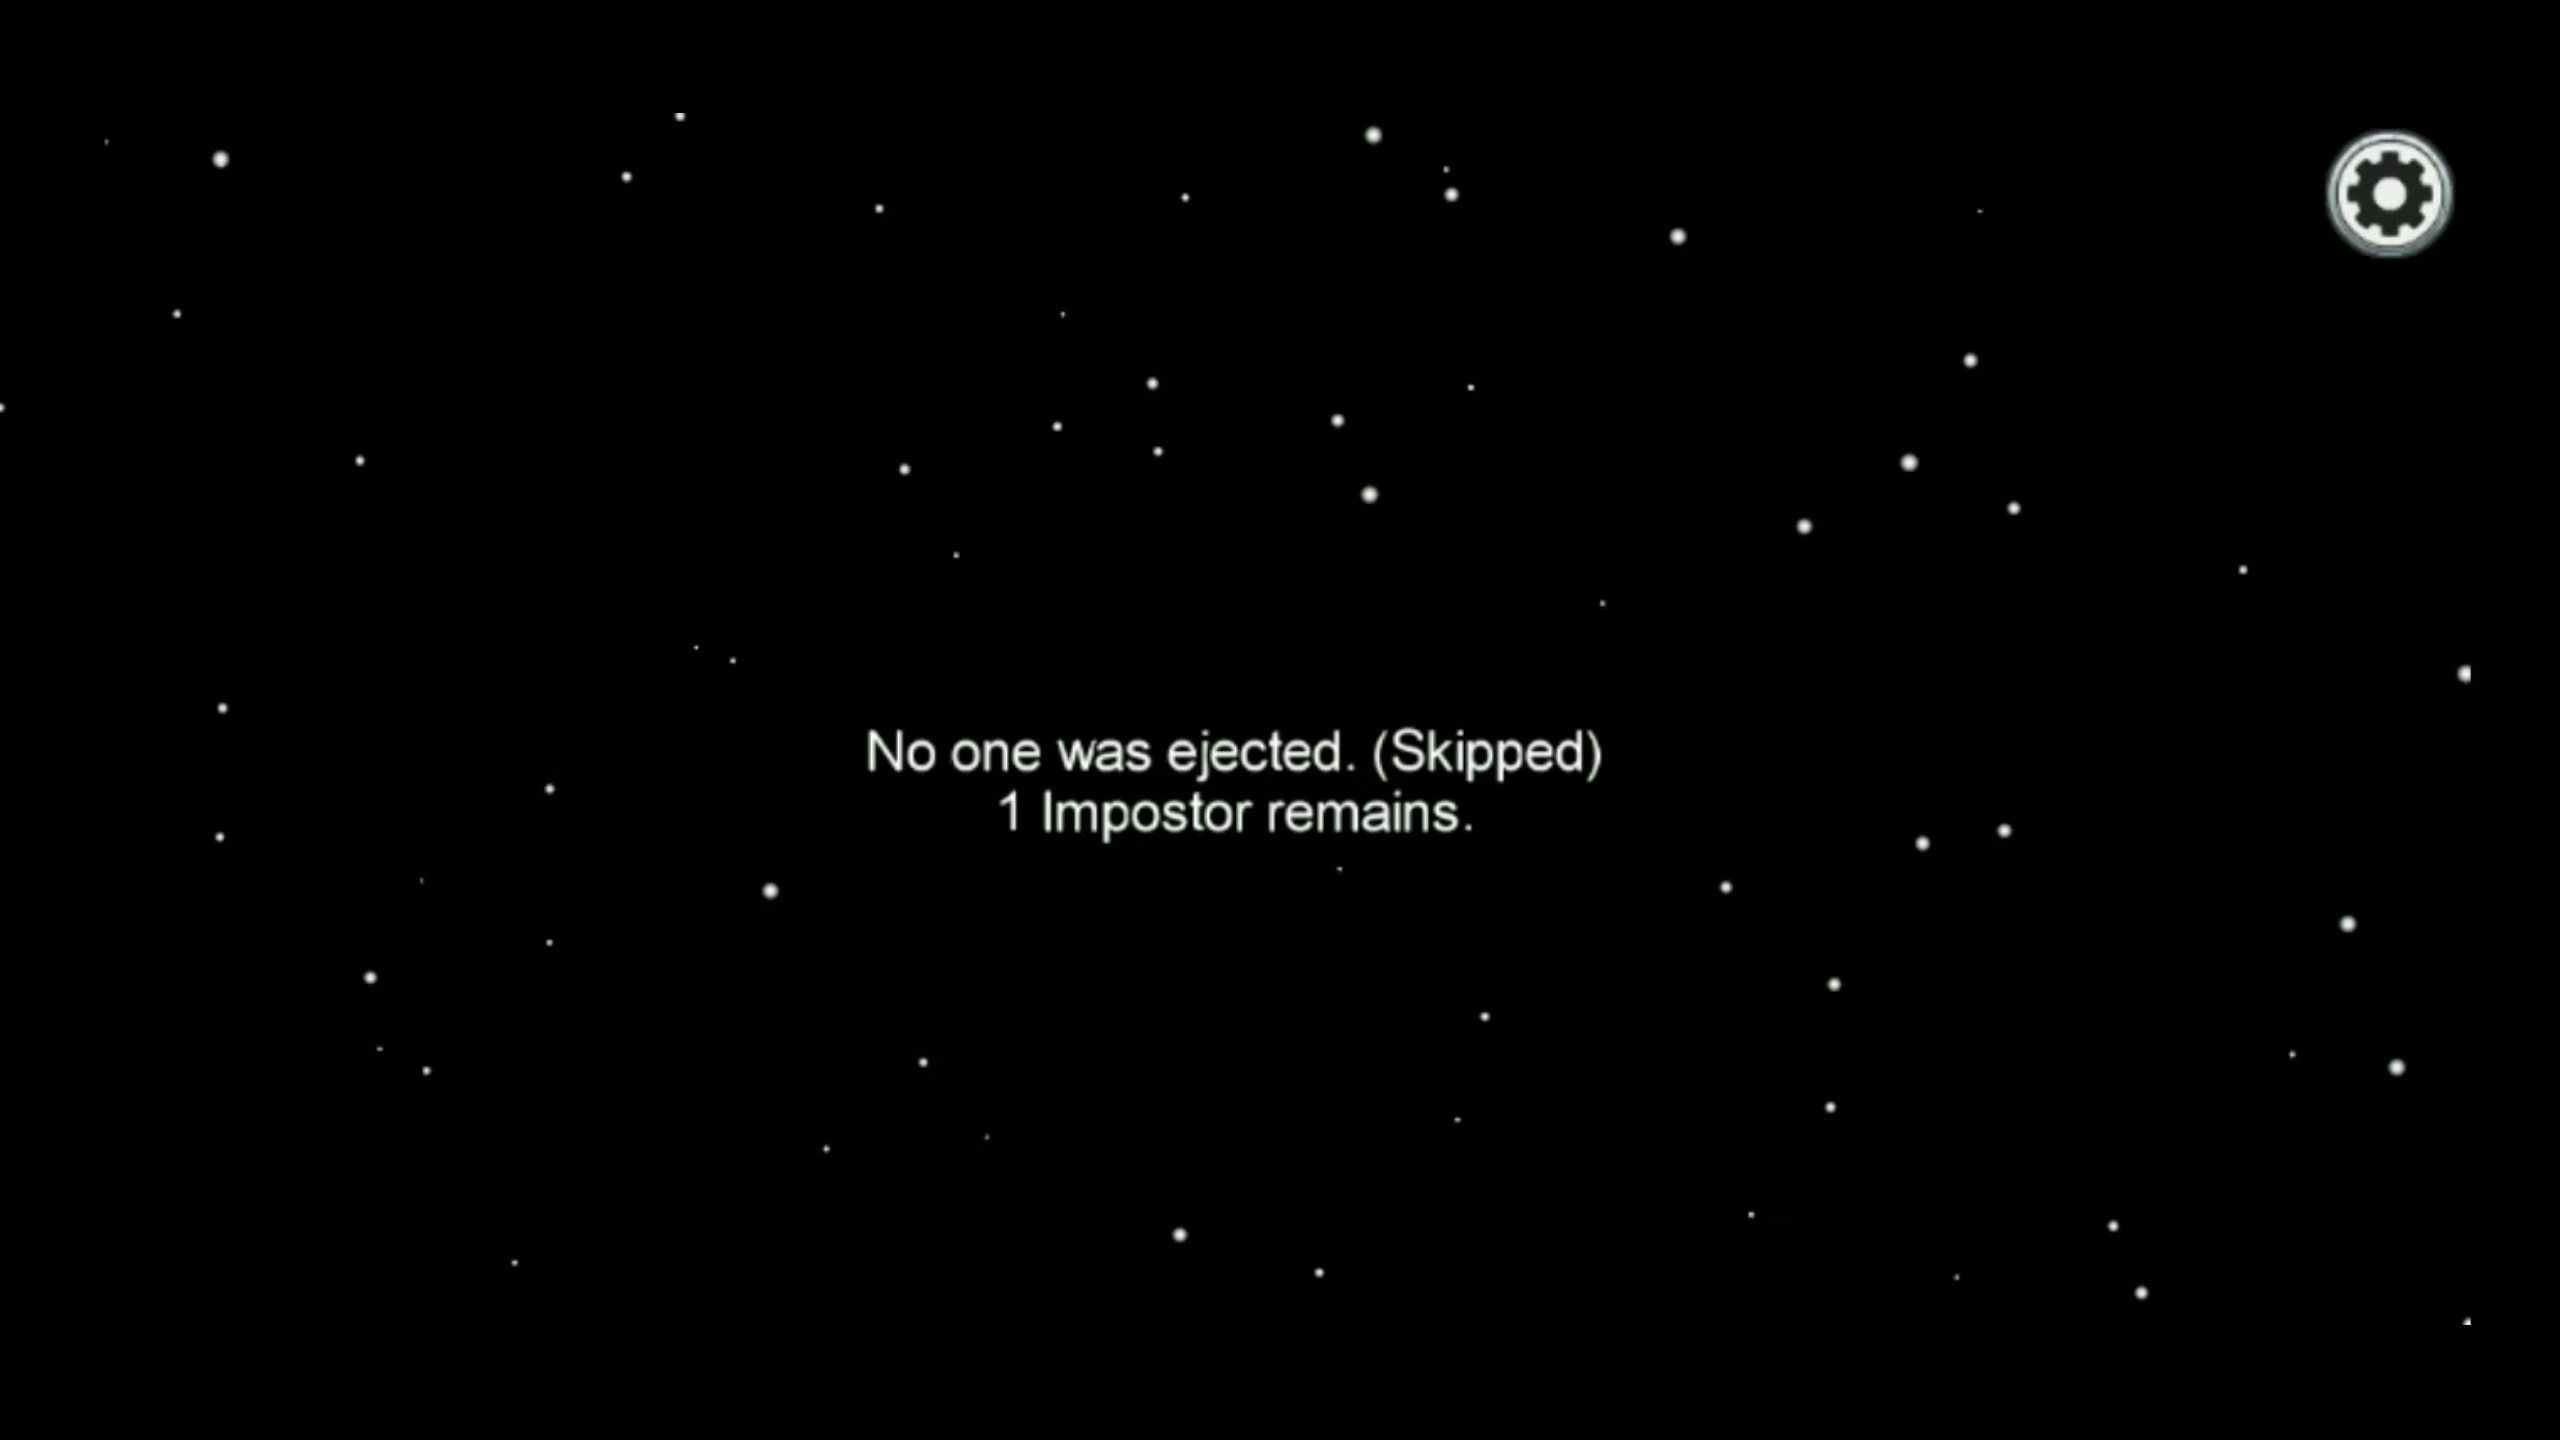 No one was ejected. (Skipped)
1 Impostor remains.